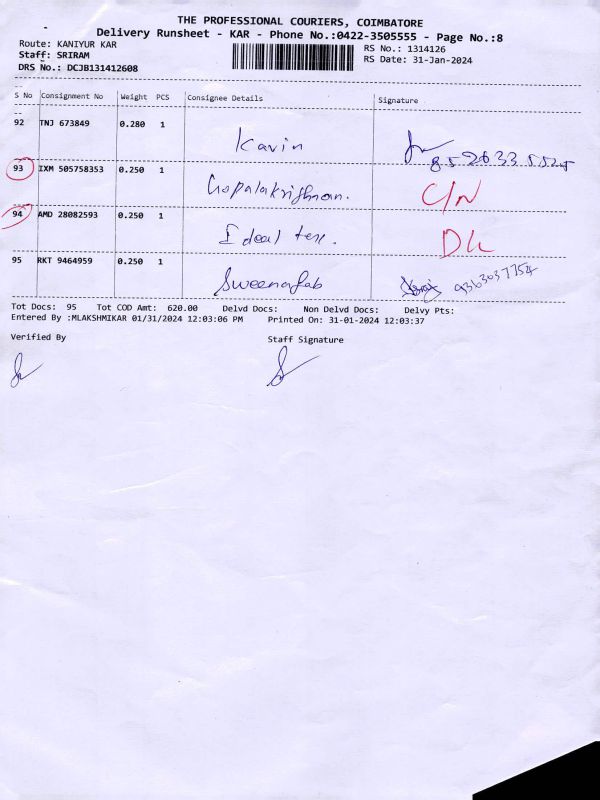 THE PROFESSIONAL COURIERS, COIMBATORE
Delivery Runsheet - KAR - Phone No.:0422-3505555 - Page No.:8
Route: KANIYUR KAR RS No.: 1314126
Staff: SRIRAM RS Date: 31-Jan-2024
DRS No.: DCJB131412608
S No Consignment No Weight PCS Consignee Details Signature
92 TNJ 673849 0.280 1 Kavin
93 IXM 505758353 0.250 1 Gopalakrishnan. C/N
94 AMD 28082593 0.250 1 Ideal tex. DL
95 RKT 9464959 0.250 1 Sweenafab 9363037754
Tot Docs: 95 Tot COD Amt: 620.00 Delvd Docs: Non Delvd Docs: Delvy Pts:
Entered By :MLAKSHMIKAR 01/31/2024 12:03:06 PM Printed On: 31-01-2024 12:03:37
Verified By Staff Signature